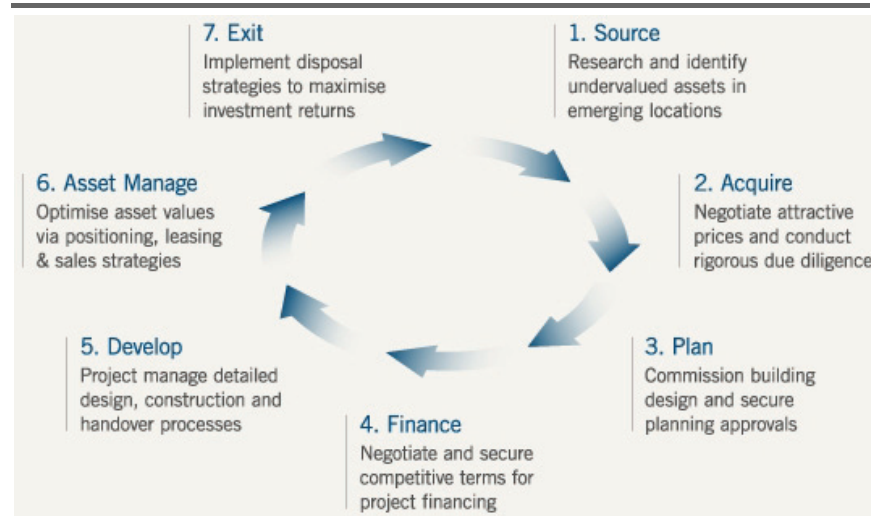 1. Source
Research and identify
undervalued assets in
emerging locations
2. Acquire
Negotiate attractive
prices and conduct
rigorous due diligence
3. Plan
Commission building
design and secure
planning approvals
4. Finance
Negotiate and secure
competitive terms for
project financing
5. Develop
Project manage detailed
design, construction and
handover processes
6. Asset Manage
Optimise asset values
via positioning, leasing
& sales strategies
7. Exit
Implement disposal
strategies to maximise
investment returns